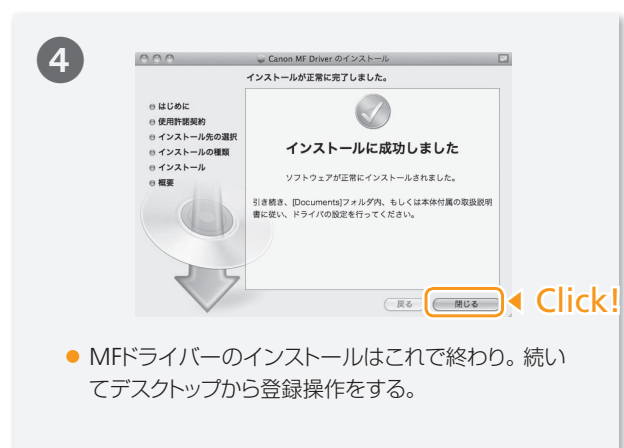 4
Canon MF Driver のインストール
インストールが正常に完了しました。
はじめに
使用許諾契約
インストール先の選択
インストールの種類
インストール
概要
インストールに成功しました
ソフトウェアが正常にインストールされました。
引き続き、[Documents]フォルダ内、もしくは本体付属の取扱説明
書に従い、ドライバの設定を行ってください。
戻る
閉じる
Click!
MFドライバーのインストールはこれで終わり。続い
てデスクトップから登録操作をする。